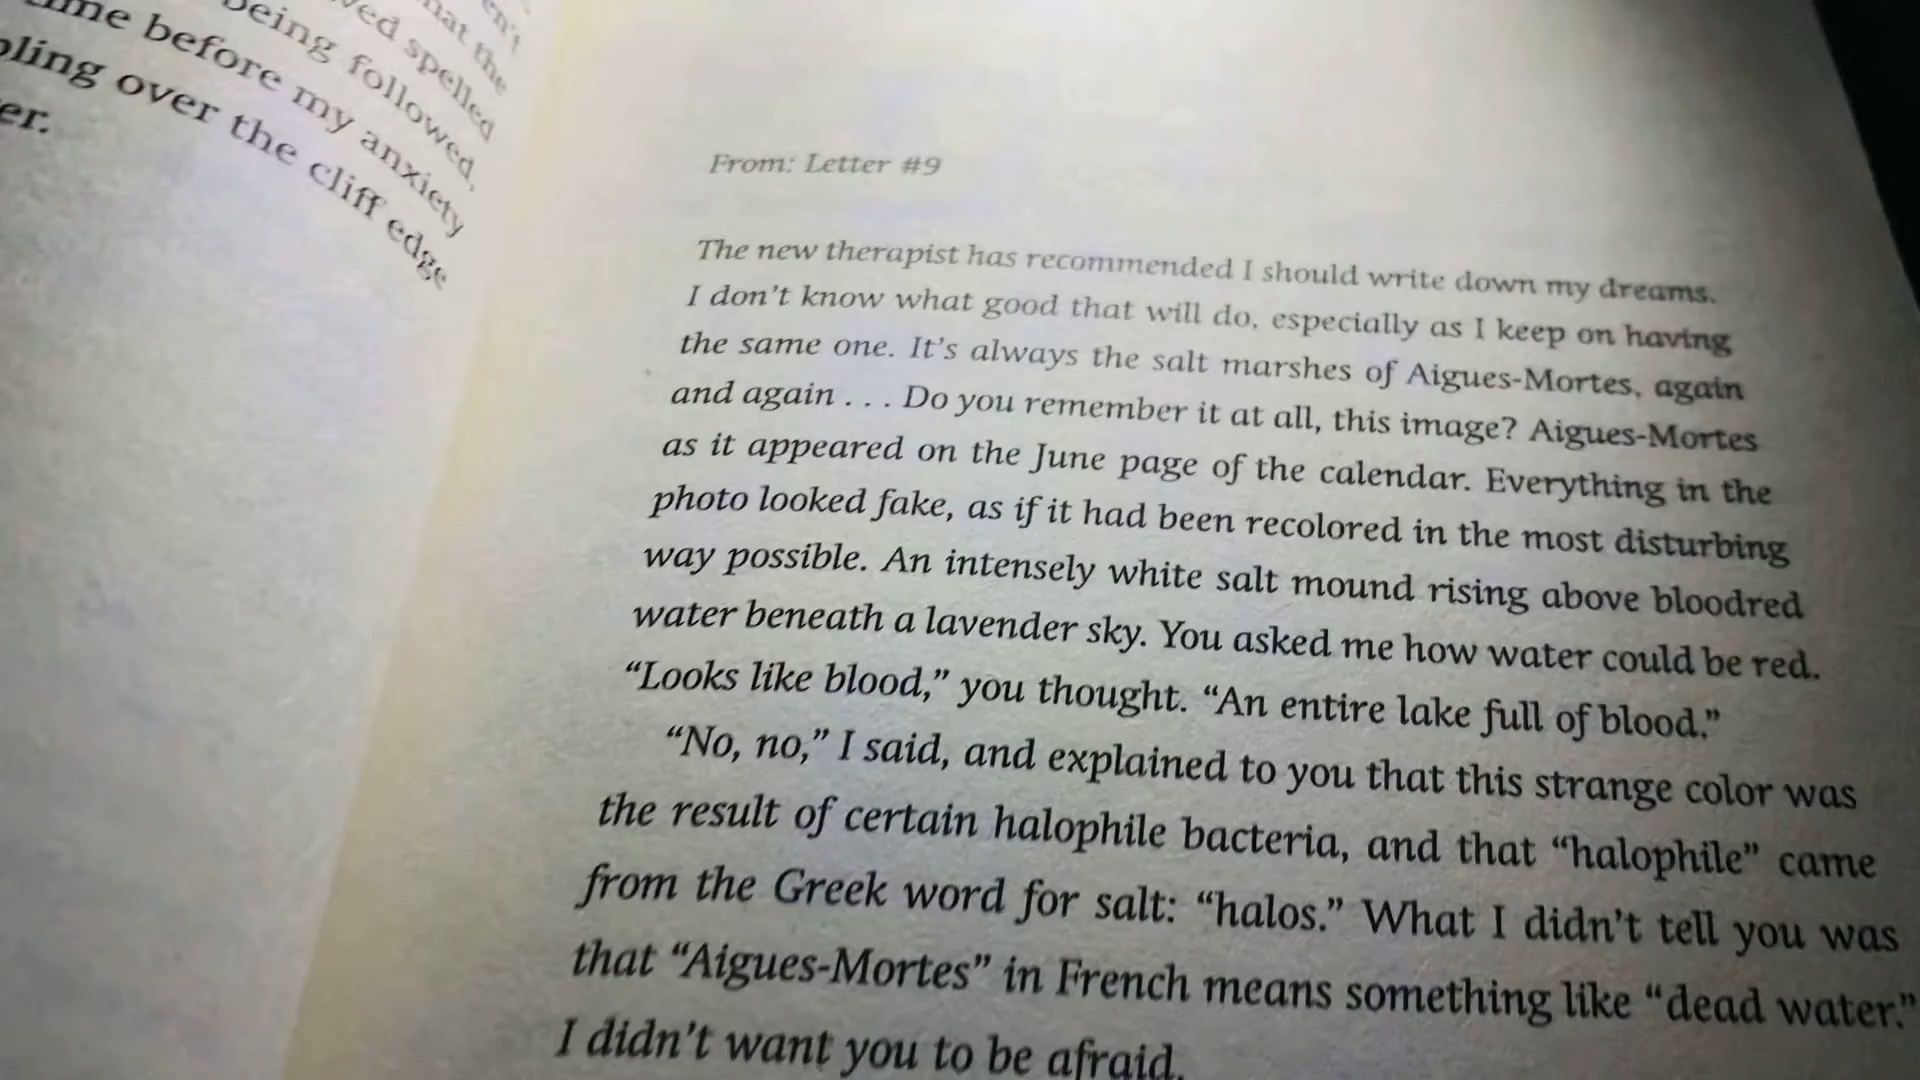 en't
that the
spelled
being followed,
before my anxiety
over the cliff edge
From: Letter #9
The new therapist has recommended I should write down my dreams.
I don't know what good that will do, especially as I keep on having
the same one. It's always the salt marshes of Aigues-Mortes, again
and again . . . Do you remember it at all, this image? Aigues-Mortes
as it appeared on the June page of the calendar. Everything in the
photo looked fake, as if it had been recolored in the most disturbing
way possible. An intensely white salt mound rising above bloodred
water beneath a lavender sky. You asked me how water could be red.
“Looks like blood,” you thought. “An entire lake full of blood.”
“No, no,” I said, and explained to you that this strange color was
the result of certain halophile bacteria, and that “halophile” came
from the Greek word for salt: “halos.” What I didn't tell you was
that “Aigues-Mortes” in French means something like “dead water.”
I didn't want you to be afraid.